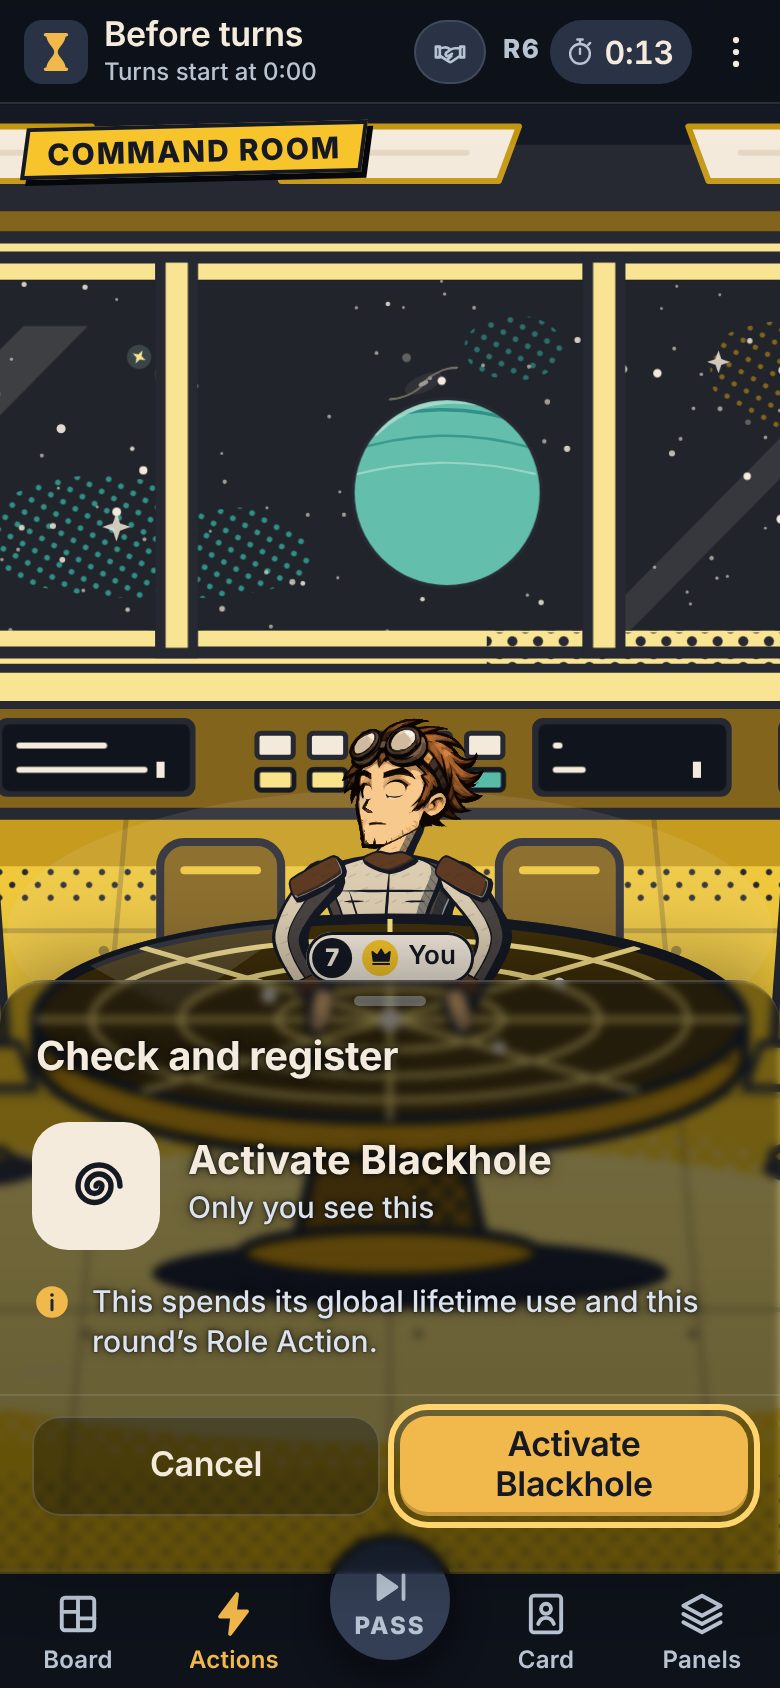 Before turns
Turns start at 0:00
R6
0:13
COMMAND ROOM
7
You
Check and register
Activate Blackhole
Only you see this
This spends its global lifetime use and this
round’s Role Action.
Cancel
Activate
Blackhole
PASS
Board
Actions
Card
Panels